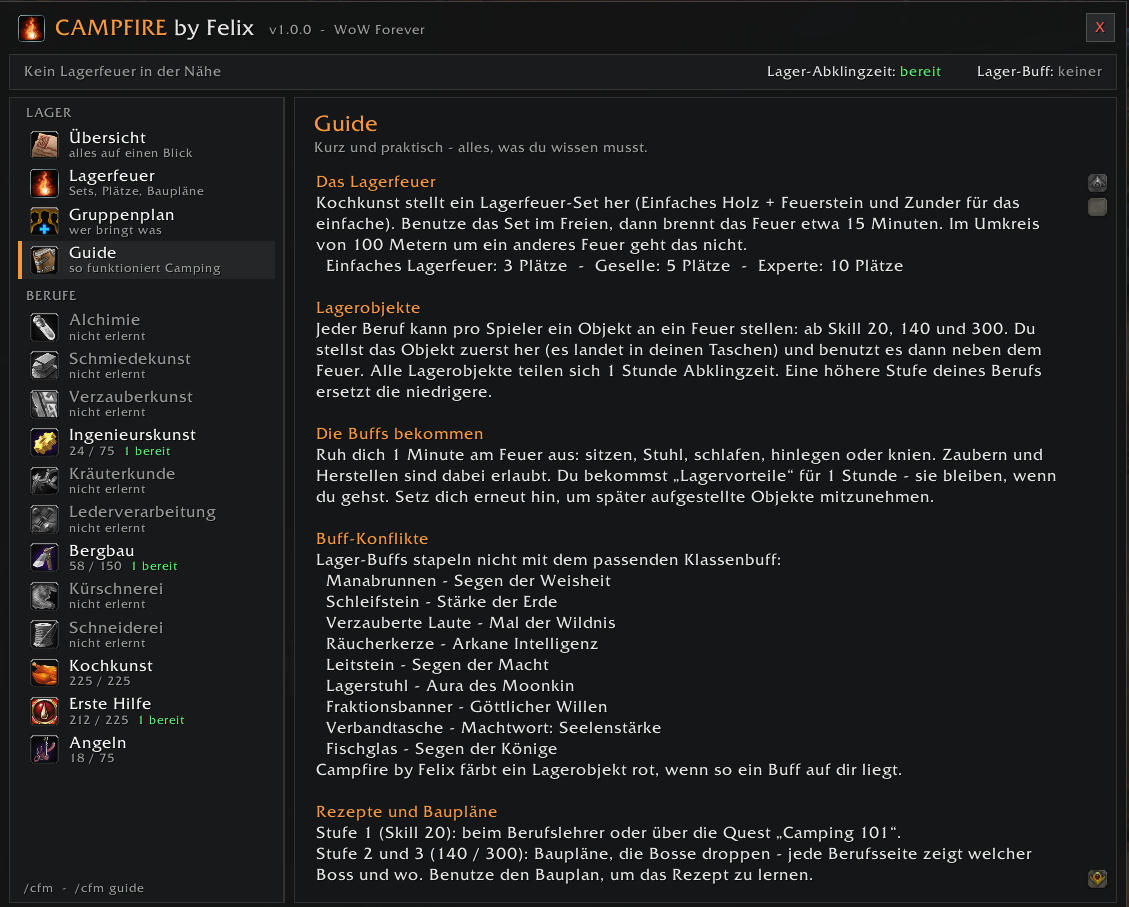 CAMPFIRE by Felix v1.0.0 - WoW Forever
X
Kein Lagerfeuer in der Nähe
Lager-Abklingzeit: bereit Lager-Buff: keiner
LAGER
Übersicht
alles auf einen Blick
Lagerfeuer
Sets, Plätze, Baupläne
Gruppenplan
wer bringt was
Guide
so funktioniert Camping
BERUFE
Alchimie
nicht erlernt
Schmiedekunst
nicht erlernt
Verzauberkunst
nicht erlernt
Ingenieurskunst
24 / 75 1 bereit
Kräuterkunde
nicht erlernt
Lederverarbeitung
nicht erlernt
Bergbau
58 / 150 1 bereit
Kürschnerei
nicht erlernt
Schneiderei
nicht erlernt
Kochkunst
225 / 225
Erste Hilfe
212 / 225 1 bereit
Angeln
18 / 75
/cfm - /cfm guide
Guide
Kurz und praktisch - alles, was du wissen musst.
Das Lagerfeuer
Kochkunst stellt ein Lagerfeuer-Set her (Einfaches Holz + Feuerstein und Zunder für das
einfache). Benutze das Set im Freien, dann brennt das Feuer etwa 15 Minuten. Im Umkreis
von 100 Metern um ein anderes Feuer geht das nicht.
Einfaches Lagerfeuer: 3 Plätze - Geselle: 5 Plätze - Experte: 10 Plätze
Lagerobjekte
Jeder Beruf kann pro Spieler ein Objekt an ein Feuer stellen: ab Skill 20, 140 und 300. Du
stellst das Objekt zuerst her (es landet in deinen Taschen) und benutzt es dann neben dem
Feuer. Alle Lagerobjekte teilen sich 1 Stunde Abklingzeit. Eine höhere Stufe deines Berufs
ersetzt die niedrigere.
Die Buffs bekommen
Ruh dich 1 Minute am Feuer aus: sitzen, Stuhl, schlafen, hinlegen oder knien. Zaubern und
Herstellen sind dabei erlaubt. Du bekommst „Lagervorteile“ für 1 Stunde - sie bleiben, wenn
du gehst. Setz dich erneut hin, um später aufgestellte Objekte mitzunehmen.
Buff-Konflikte
Lager-Buffs stapeln nicht mit dem passenden Klassenbuff:
Manabrunnen - Segen der Weisheit
Schleifstein - Stärke der Erde
Verzauberte Laute - Mal der Wildnis
Räucherkerze - Arkane Intelligenz
Leitstein - Segen der Macht
Lagerstuhl - Aura des Moonkin
Fraktionsbanner - Göttlicher Willen
Verbandtasche - Machtwort: Seelenstärke
Fischglas - Segen der Könige
Campfire by Felix färbt ein Lagerobjekt rot, wenn so ein Buff auf dir liegt.
Rezepte und Baupläne
Stufe 1 (Skill 20): beim Berufslehrer oder über die Quest „Camping 101“.
Stufe 2 und 3 (140 / 300): Baupläne, die Bosse droppen - jede Berufsseite zeigt welcher
Boss und wo. Benutze den Bauplan, um das Rezept zu lernen.